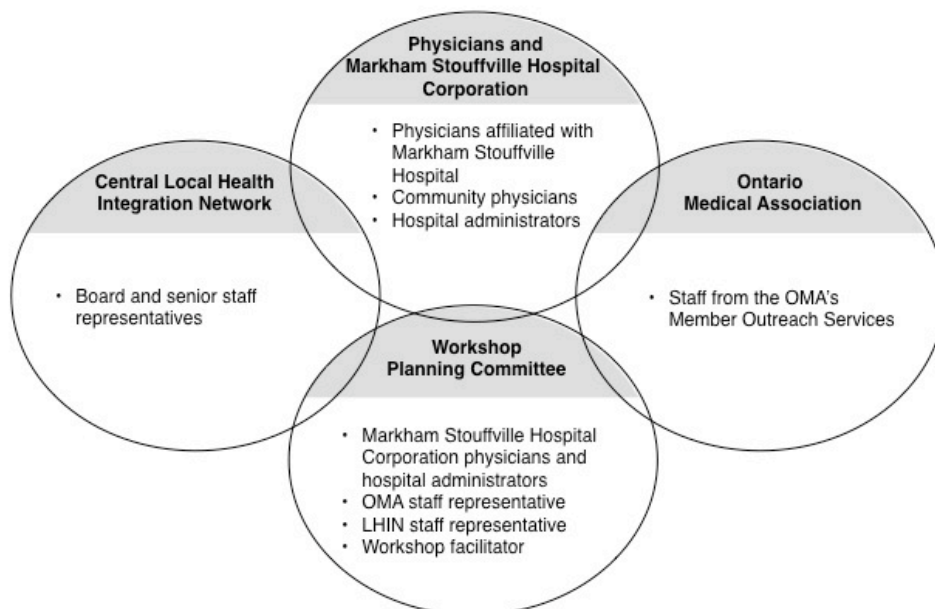 Physicians and
Markham Stouffville Hospital
Corporation
• Physicians affiliated with
Markham Stouffville
Hospital
• Community physicians
• Hospital administrators
Central Local Health
Integration Network
• Board and senior staff
representatives
Ontario
Medical Association
• Staff from the OMA's
Member Outreach Services
Workshop
Planning Committee
• Markham Stouffville Hospital
Corporation physicians and
hospital administrators
• OMA staff representative
• LHIN staff representative
• Workshop facilitator